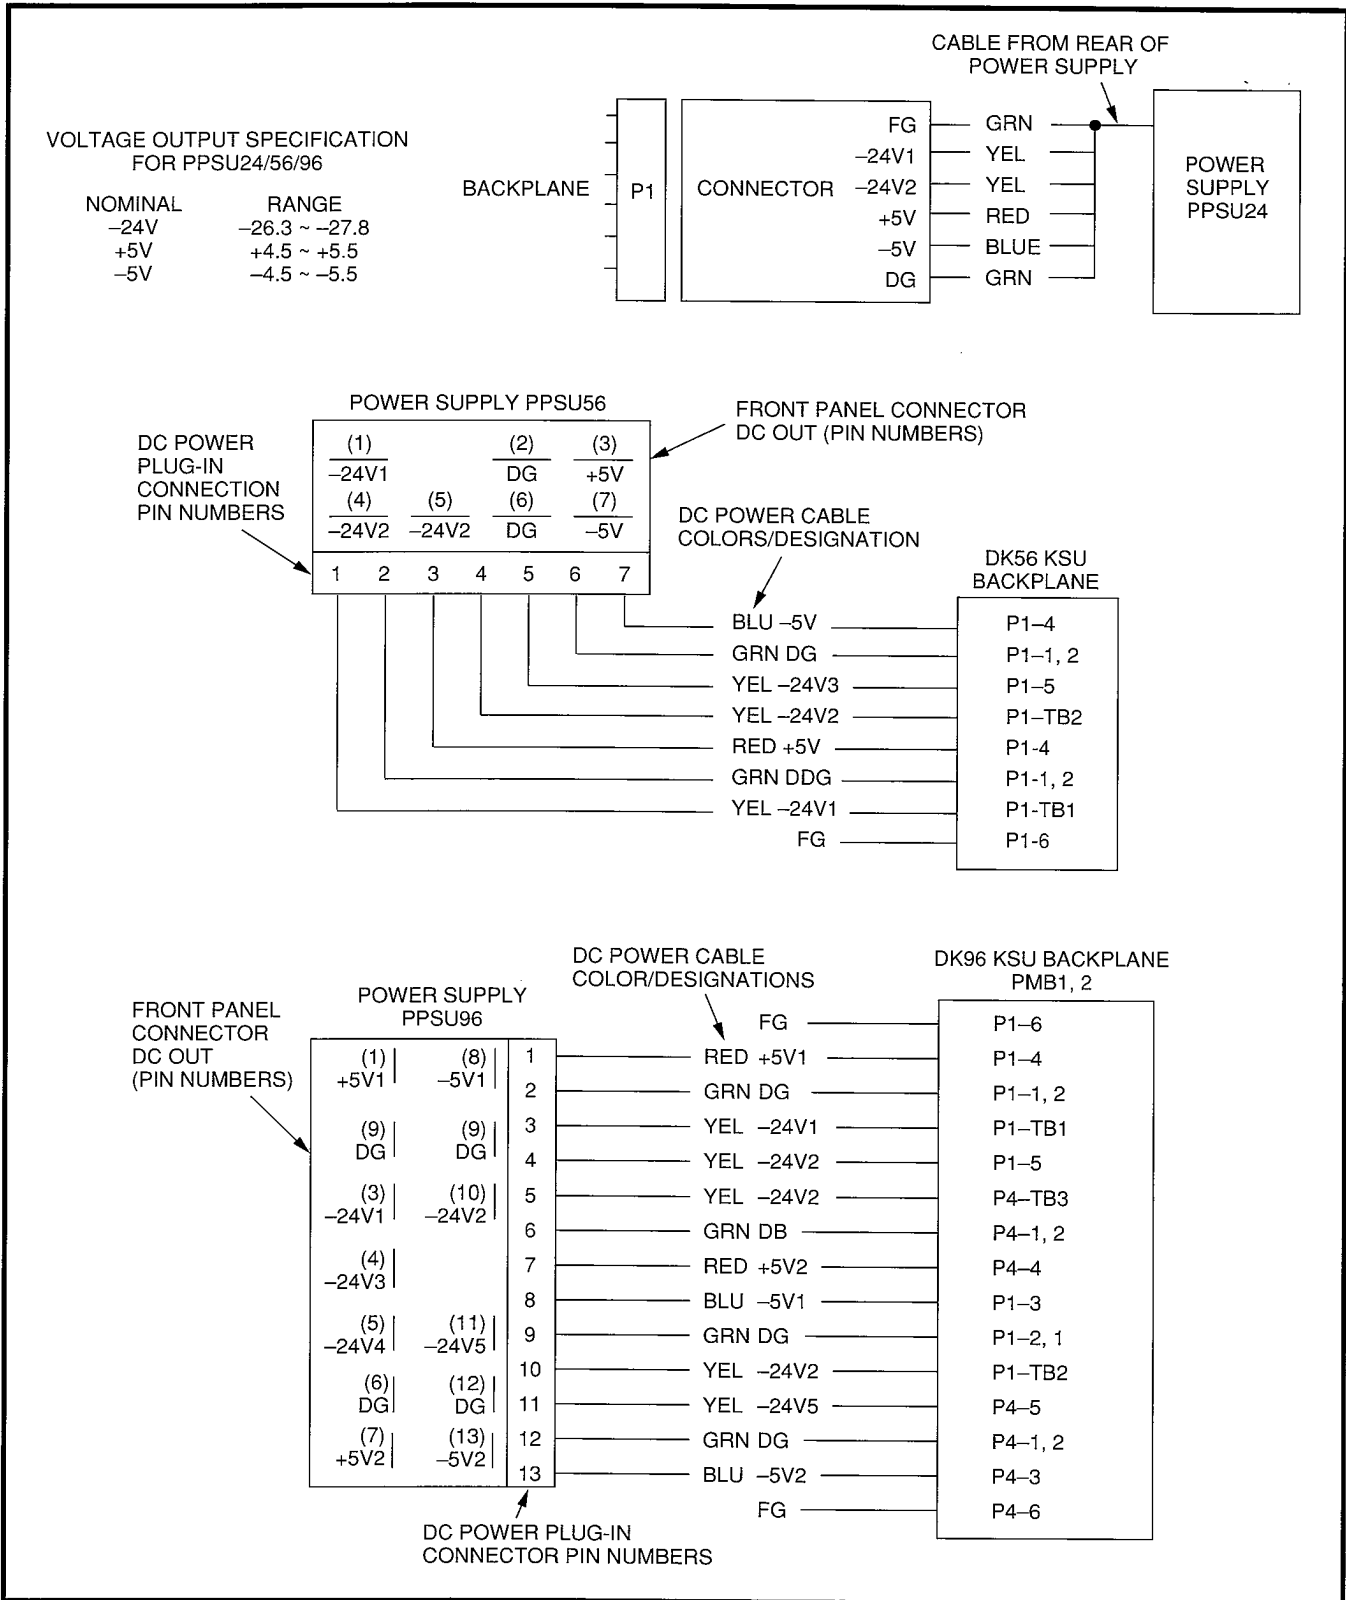 CABLE FROM REAR OF
POWER SUPPLY
VOLTAGE OUTPUT SPECIFICATION
FOR PPSU24/56/96
NOMINAL RANGE
–24V –26.3 ~ –27.8
+5V +4.5 ~ +5.5
–5V –4.5 ~ –5.5
BACKPLANE P1 CONNECTOR
FG GRN
–24V1 YEL
–24V2 YEL
+5V RED
–5V BLUE
DG GRN
POWER
SUPPLY
PPSU24
POWER SUPPLY PPSU56
FRONT PANEL CONNECTOR
DC OUT (PIN NUMBERS)
DC POWER
PLUG-IN
CONNECTION
PIN NUMBERS
(1) (2) (3)
–24V1 DG +5V
(4) (5) (6) (7)
–24V2 –24V2 DG –5V
1 2 3 4 5 6 7
DC POWER CABLE
COLORS/DESIGNATION
DK56 KSU
BACKPLANE
BLU –5V P1–4
GRN DG P1–1, 2
YEL –24V3 P1–5
YEL –24V2 P1–TB2
RED +5V P1-4
GRN DDG P1-1, 2
YEL –24V1 P1-TB1
FG P1-6
DC POWER CABLE
COLOR/DESIGNATIONS
DK96 KSU BACKPLANE
PMB1, 2
FRONT PANEL
CONNECTOR
DC OUT
(PIN NUMBERS)
POWER SUPPLY
PPSU96
(1) (8)
+5V1 –5V1
(9) (9)
DG DG
(3) (10)
–24V1 –24V2
(4)
–24V3
(5) (11)
–24V4 –24V5
(6) (12)
DG DG
(7) (13)
+5V2 –5V2
FG P1–6
1 RED +5V1 P1–4
2 GRN DG P1–1, 2
3 YEL –24V1 P1–TB1
4 YEL –24V2 P1–5
5 YEL –24V2 P4–TB3
6 GRN DB P4–1, 2
7 RED +5V2 P4–4
8 BLU –5V1 P1–3
9 GRN DG P1–2, 1
10 YEL –24V2 P1–TB2
11 YEL –24V5 P4–5
12 GRN DG P4–1, 2
13 BLU –5V2 P4–3
FG P4–6
DC POWER PLUG-IN
CONNECTOR PIN NUMBERS